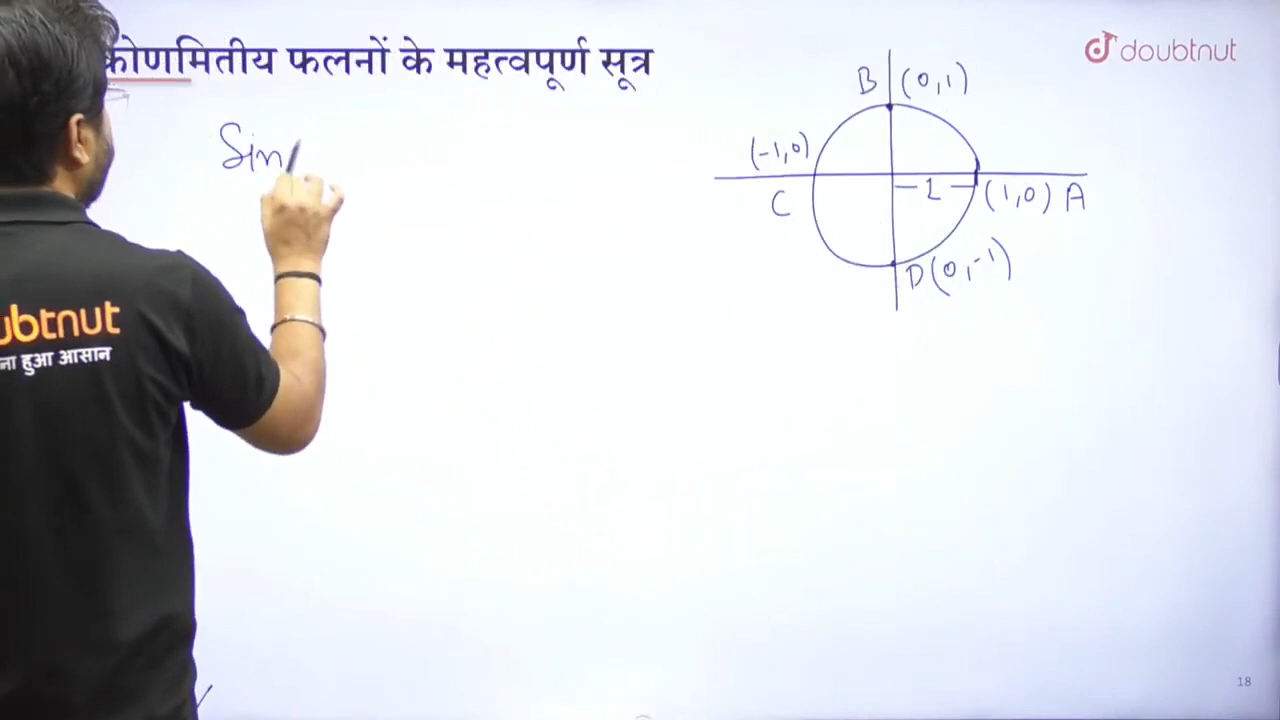 कोणमितीय फलनों के महत्वपूर्ण सूत्र
doubtnut
Sin
B (0,1)
(-1,0)
1
C
(1,0) A
D(0,-1)
ubtnut
ना हुआ आसान
18